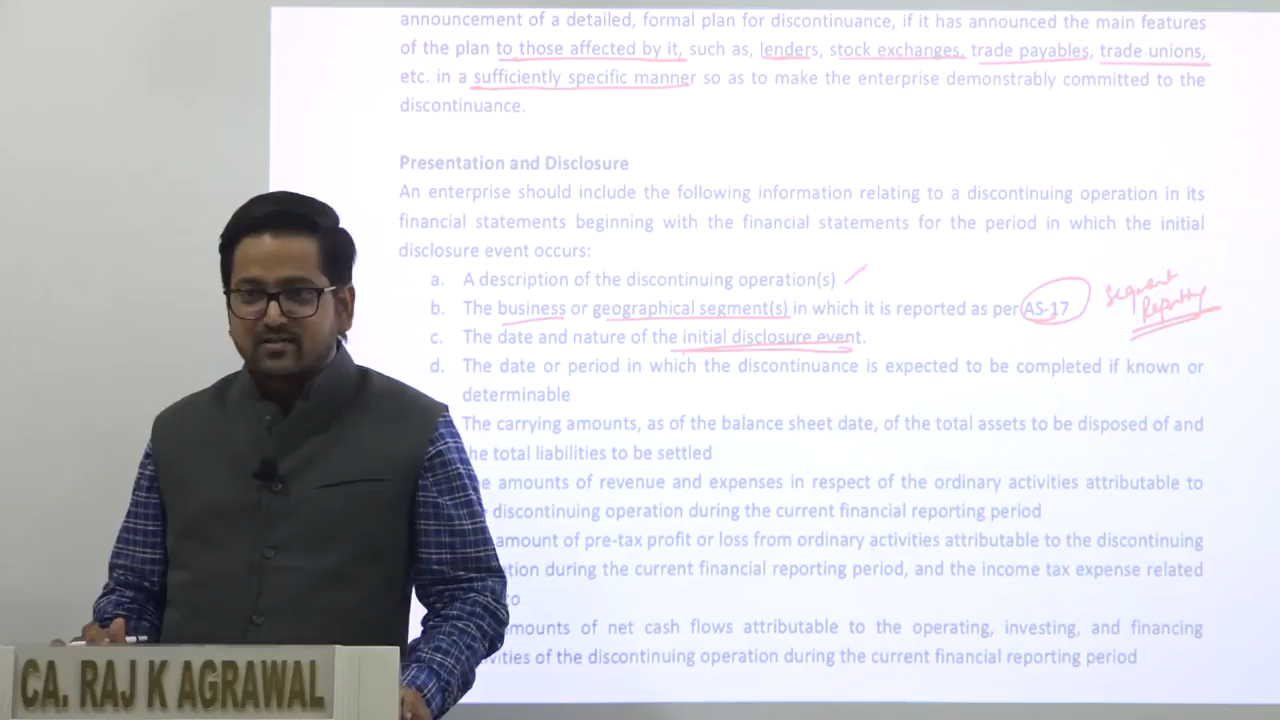 announcement of a detailed, formal plan for discontinuance, if it has announced the main features
of the plan to those affected by it, such as, lenders, stock exchanges, trade payables, trade unions,
etc. in a sufficiently specific manner so as to make the enterprise demonstrably committed to the
discontinuance.
Presentation and Disclosure
An enterprise should include the following information relating to a discontinuing operation in its
financial statements beginning with the financial statements for the period in which the initial
disclosure event occurs:
a. A description of the discontinuing operation(s)
b. The business or geographical segment(s) in which it is reported as per AS-17
Segment
Reporting
c. The date and nature of the initial disclosure event.
d. The date or period in which the discontinuance is expected to be completed if known or
determinable
The carrying amounts, as of the balance sheet date, of the total assets to be disposed of and
the total liabilities to be settled
amounts of revenue and expenses in respect of the ordinary activities attributable to
discontinuing operation during the current financial reporting period
amount of pre-tax profit or loss from ordinary activities attributable to the discontinuing
during the current financial reporting period, and the income tax expense related
to
amounts of net cash flows attributable to the operating, investing, and financing
of the discontinuing operation during the current financial reporting period
CA. RAJ K AGRAWAL